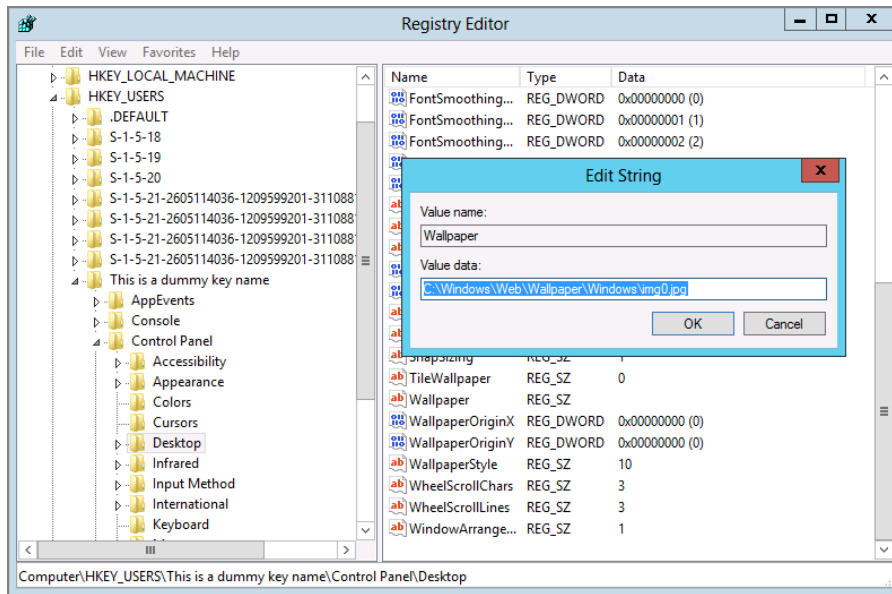 Registry Editor
File Edit View Favorites Help
HKEY_LOCAL_MACHINE
HKEY_USERS
.DEFAULT
S-1-5-18
S-1-5-19
S-1-5-20
S-1-5-21-2605114036-1209599201-311088
S-1-5-21-2605114036-1209599201-311088
S-1-5-21-2605114036-1209599201-311088
This is a dummy key name
AppEvents
Console
Control Panel
Accessibility
Appearance
Colors
Cursors
Desktop
Infrared
Input Method
International
Keyboard
Name Type Data
FontSmoothing... REG_DWORD 0x00000000 (0)
FontSmoothing... REG_DWORD 0x00000001 (1)
FontSmoothing... REG_DWORD 0x00000002 (2)
Edit String
Value name:
Wallpaper
Value data:
C:\Windows\Web\Wallpaper\Windows\img0.jpg
OK Cancel
SnapSizing REG_SZ 1
TileWallpaper REG_SZ 0
Wallpaper REG_SZ
WallpaperOriginX REG_DWORD 0x00000000 (0)
WallpaperOriginY REG_DWORD 0x00000000 (0)
WallpaperStyle REG_SZ 10
WheelScrollChars REG_SZ 3
WheelScrollLines REG_SZ 3
WindowArrange... REG_SZ 1
Computer\HKEY_USERS\This is a dummy key name\Control Panel\Desktop